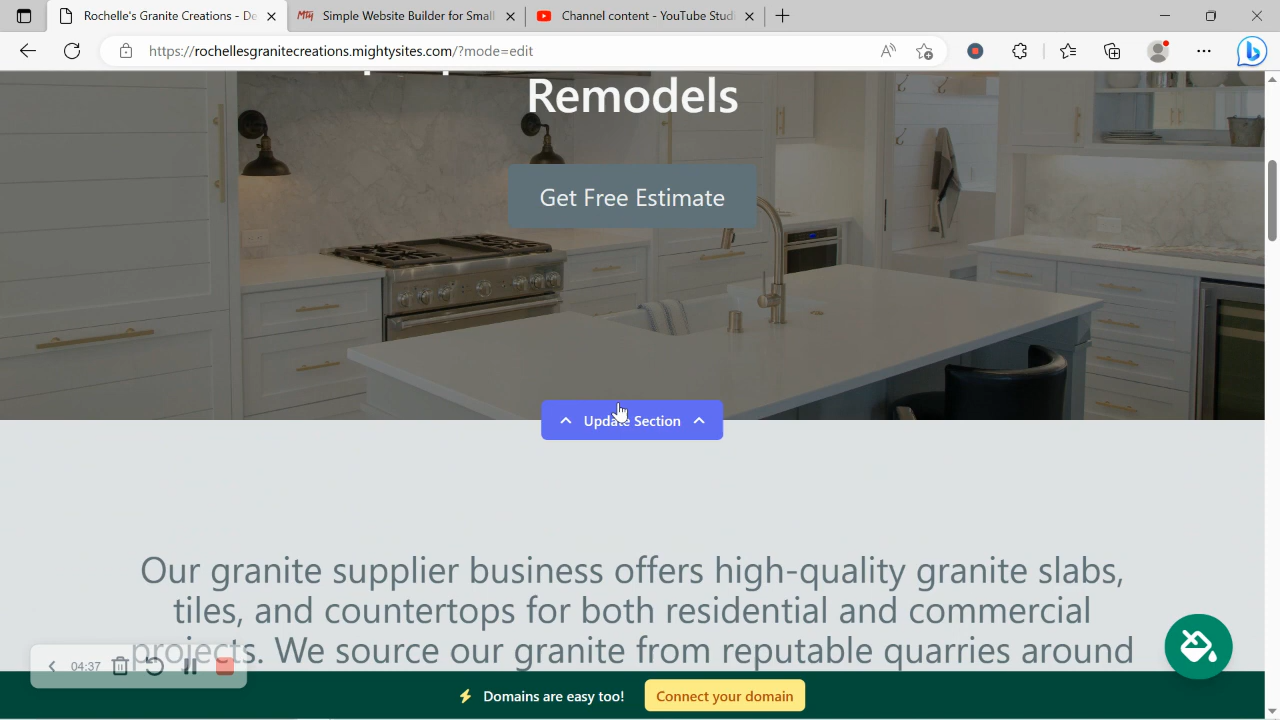 Rochelle's Granite Creations - De
Simple Website Builder for Small
Channel content - YouTube Studi
https://rochellesgranitecreations.mightysites.com/?mode=edit
Remodels
Get Free Estimate
Update Section
Our granite supplier business offers high-quality granite slabs,
tiles, and countertops for both residential and commercial
projects. We source our granite from reputable quarries around
04:37
Domains are easy too!
Connect your domain